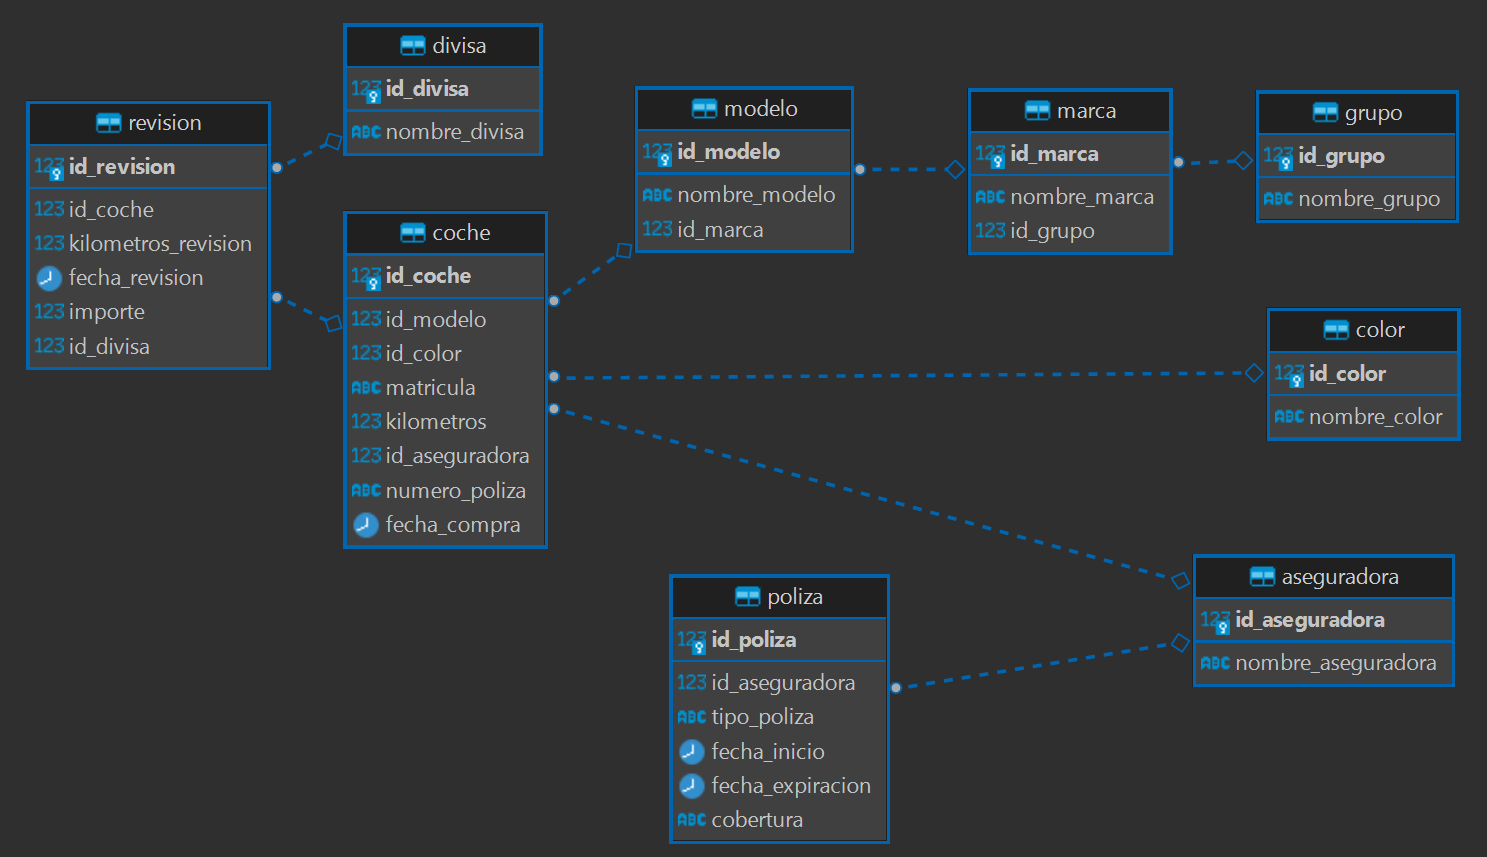 revision
123 id_revision
123 id_coche
123 kilometros_revision
fecha_revision
123 importe
123 id_divisa
divisa
123 id_divisa
ABC nombre_divisa
coche
123 id_coche
123 id_modelo
123 id_color
ABC matricula
123 kilometros
123 id_aseguradora
ABC numero_poliza
fecha_compra
modelo
123 id_modelo
ABC nombre_modelo
123 id_marca
marca
123 id_marca
ABC nombre_marca
123 id_grupo
grupo
123 id_grupo
ABC nombre_grupo
color
123 id_color
ABC nombre_color
poliza
123 id_poliza
123 id_aseguradora
ABC tipo_poliza
fecha_inicio
fecha_expiracion
ABC cobertura
aseguradora
123 id_aseguradora
ABC nombre_aseguradora